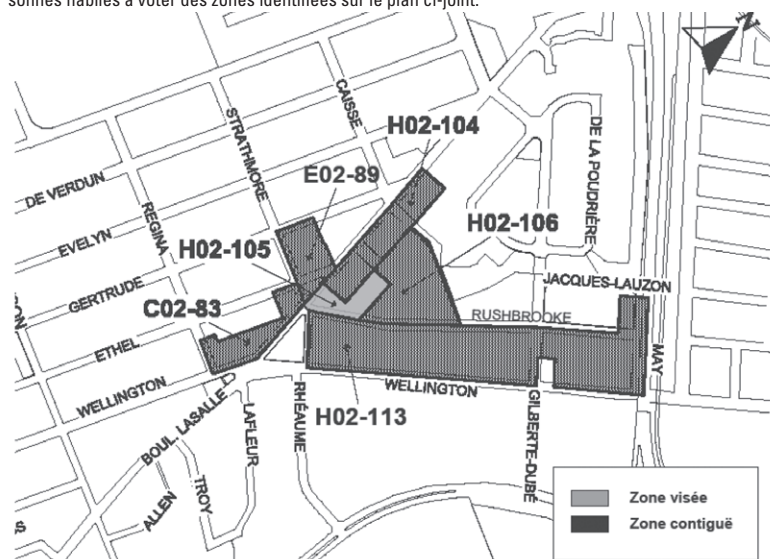 sonnes habiles à voter des zones identifiées sur le plan ci-joint.
N
CAISSE
STRATHMORE
H02-104
DE LA POUDRIÈRE
DE VERDUN
E02-89
REGINA
EVELYN
H02-106
H02-105
GERTRUDE
JACQUES-LAUZON
C02-83
RUSHBROOKE
ETHEL
MAY
WELLINGTON
WELLINGTON
H02-113
RHÉAUME
GILBERTE-DUBÉ
BOUL. LASALLE
LAFLEUR
TROY
ALLEN
Zone visée
Zone contiguë